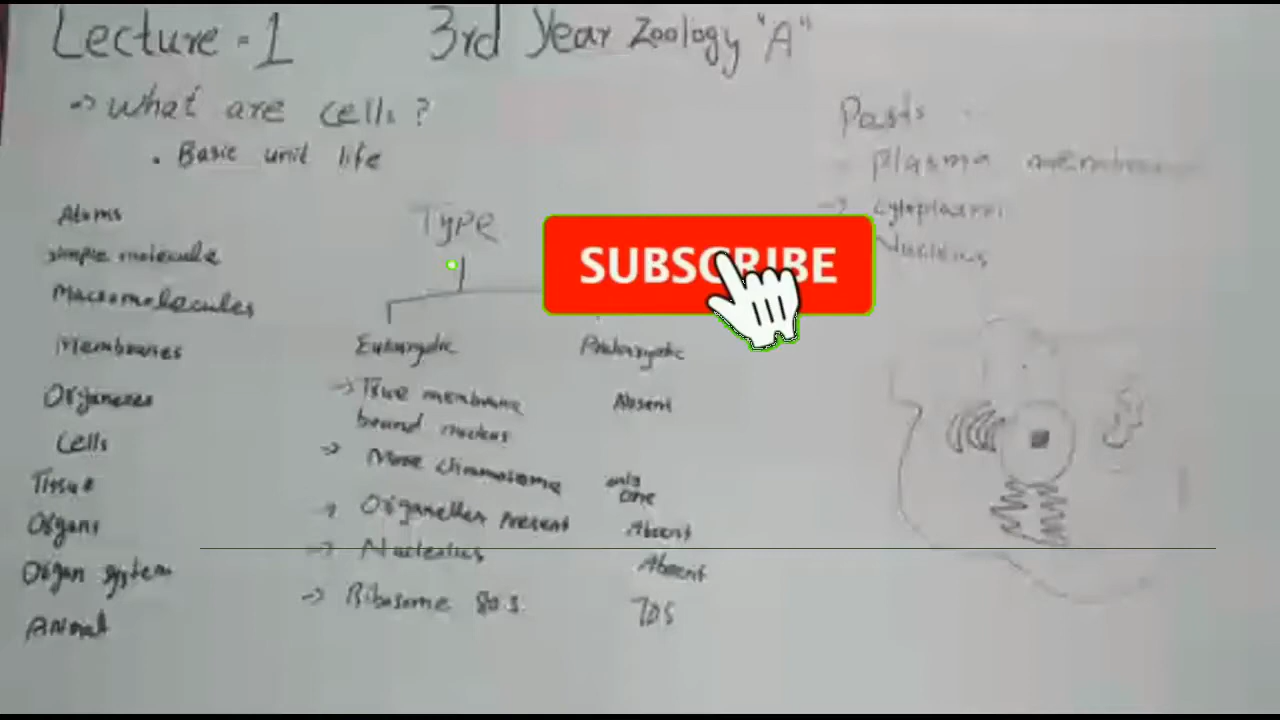 Lecture - 1 3rd Year Zoology "A"
-> What are cells ?
• Basic unit life
Parts
Plasma membrane
-> Cytoplasm
Nucleus
Atoms
simple molecule
Macromolecules
Membranes
Cells
Tissue
Organs
Organ system
Animal
Type
SUBSCRIBE
Eukaryotic Prokaryotic
-> True membrane Absent
bound nucleus
-> More chromosome only
one
Organelles Present Absent
-> Nucleolus Absent
-> Ribosome 80 s 70S